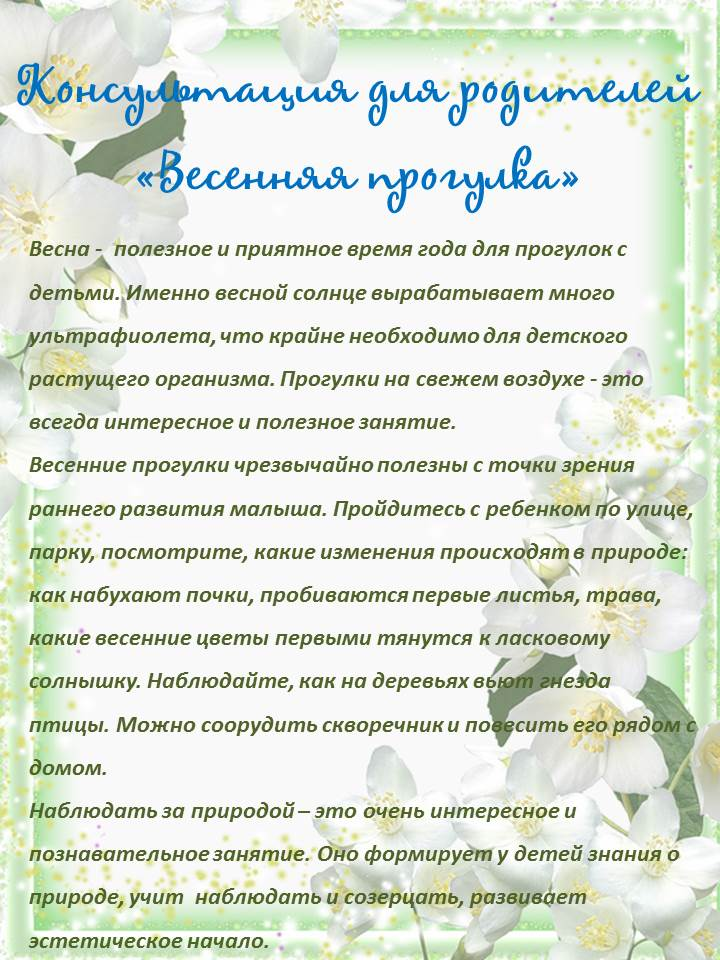 Консультация для родителей
«Весенняя прогулка»
Весна - полезное и приятное время года для прогулок с
детьми. Именно весной солнце вырабатывает много
ультрафиолета, что крайне необходимо для детского
растущего организма. Прогулки на свежем воздухе - это
всегда интересное и полезное занятие.
Весенние прогулки чрезвычайно полезны с точки зрения
раннего развития малыша. Пройдитесь с ребенком по улице,
парку, посмотрите, какие изменения происходят в природе:
как набухают почки, пробиваются первые листья, трава,
какие весенние цветы первыми тянутся к ласковому
солнышку. Наблюдайте, как на деревьях вьют гнезда
птицы. Можно соорудить скворечник и повесить его рядом с
домом.
Наблюдать за природой – это очень интересное и
познавательное занятие. Оно формирует у детей знания о
природе, учит наблюдать и созерцать, развивает
эстетическое начало.